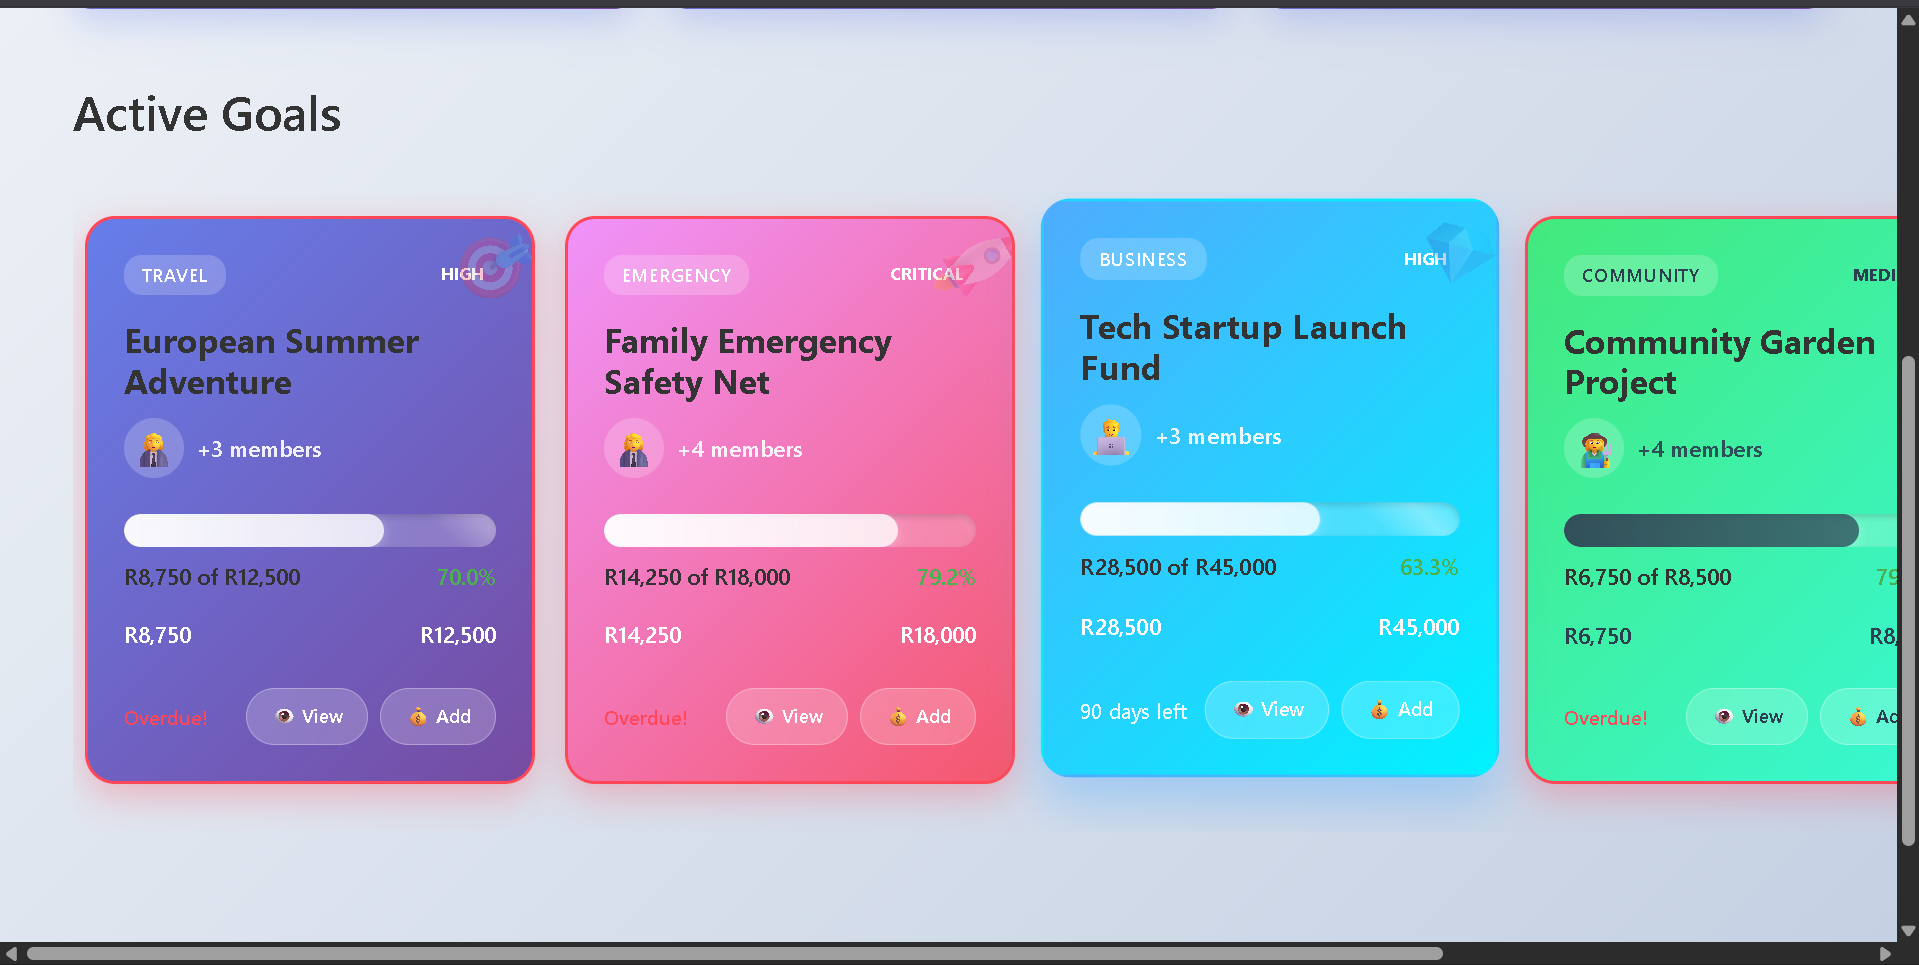 Active Goals
TRAVEL
HIGH
European Summer
Adventure
+3 members
R8,750 of R12,500
70.0%
R8,750
R12,500
Overdue!
View
Add
EMERGENCY
CRITICAL
Family Emergency
Safety Net
+4 members
R14,250 of R18,000
79.2%
R14,250
R18,000
Overdue!
View
Add
BUSINESS
HIGH
Tech Startup Launch
Fund
+3 members
R28,500 of R45,000
63.3%
R28,500
R45,000
90 days left
View
Add
COMMUNITY
MEDI
Community Garden
Project
+4 members
R6,750 of R8,500
79
R6,750
R8,
Overdue!
View
Ad